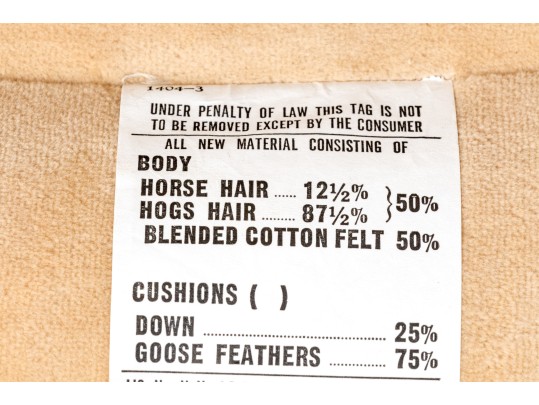 1404-3
UNDER PENALTY OF LAW THIS TAG IS NOT
TO BE REMOVED EXCEPT BY THE CONSUMER
ALL NEW MATERIAL CONSISTING OF
BODY
HORSE HAIR ...... 12½% } 50%
HOGS HAIR ......... 87½%
BLENDED COTTON FELT 50%
CUSHIONS ( )
DOWN ................................ 25%
GOOSE FEATHERS .............. 75%